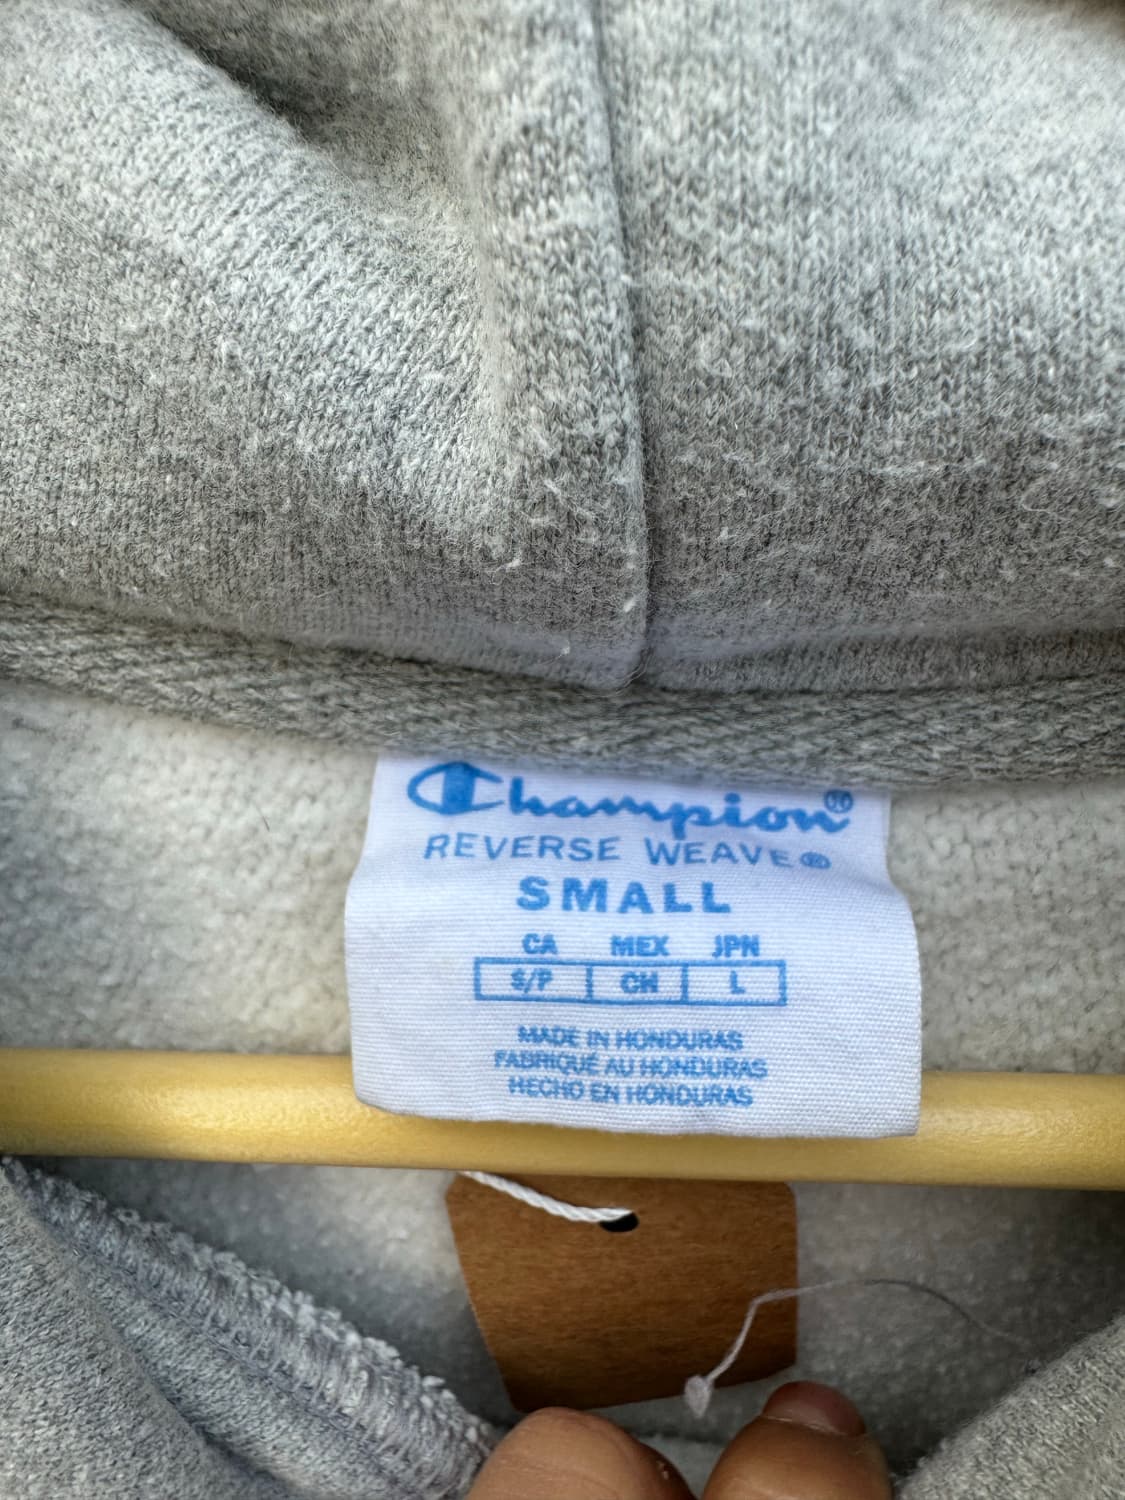 Champion®
REVERSE WEAVE®
SMALL
CA MEX JPN
S/P CH L
MADE IN HONDURAS
FABRIQUÉ AU HONDURAS
HECHO EN HONDURAS